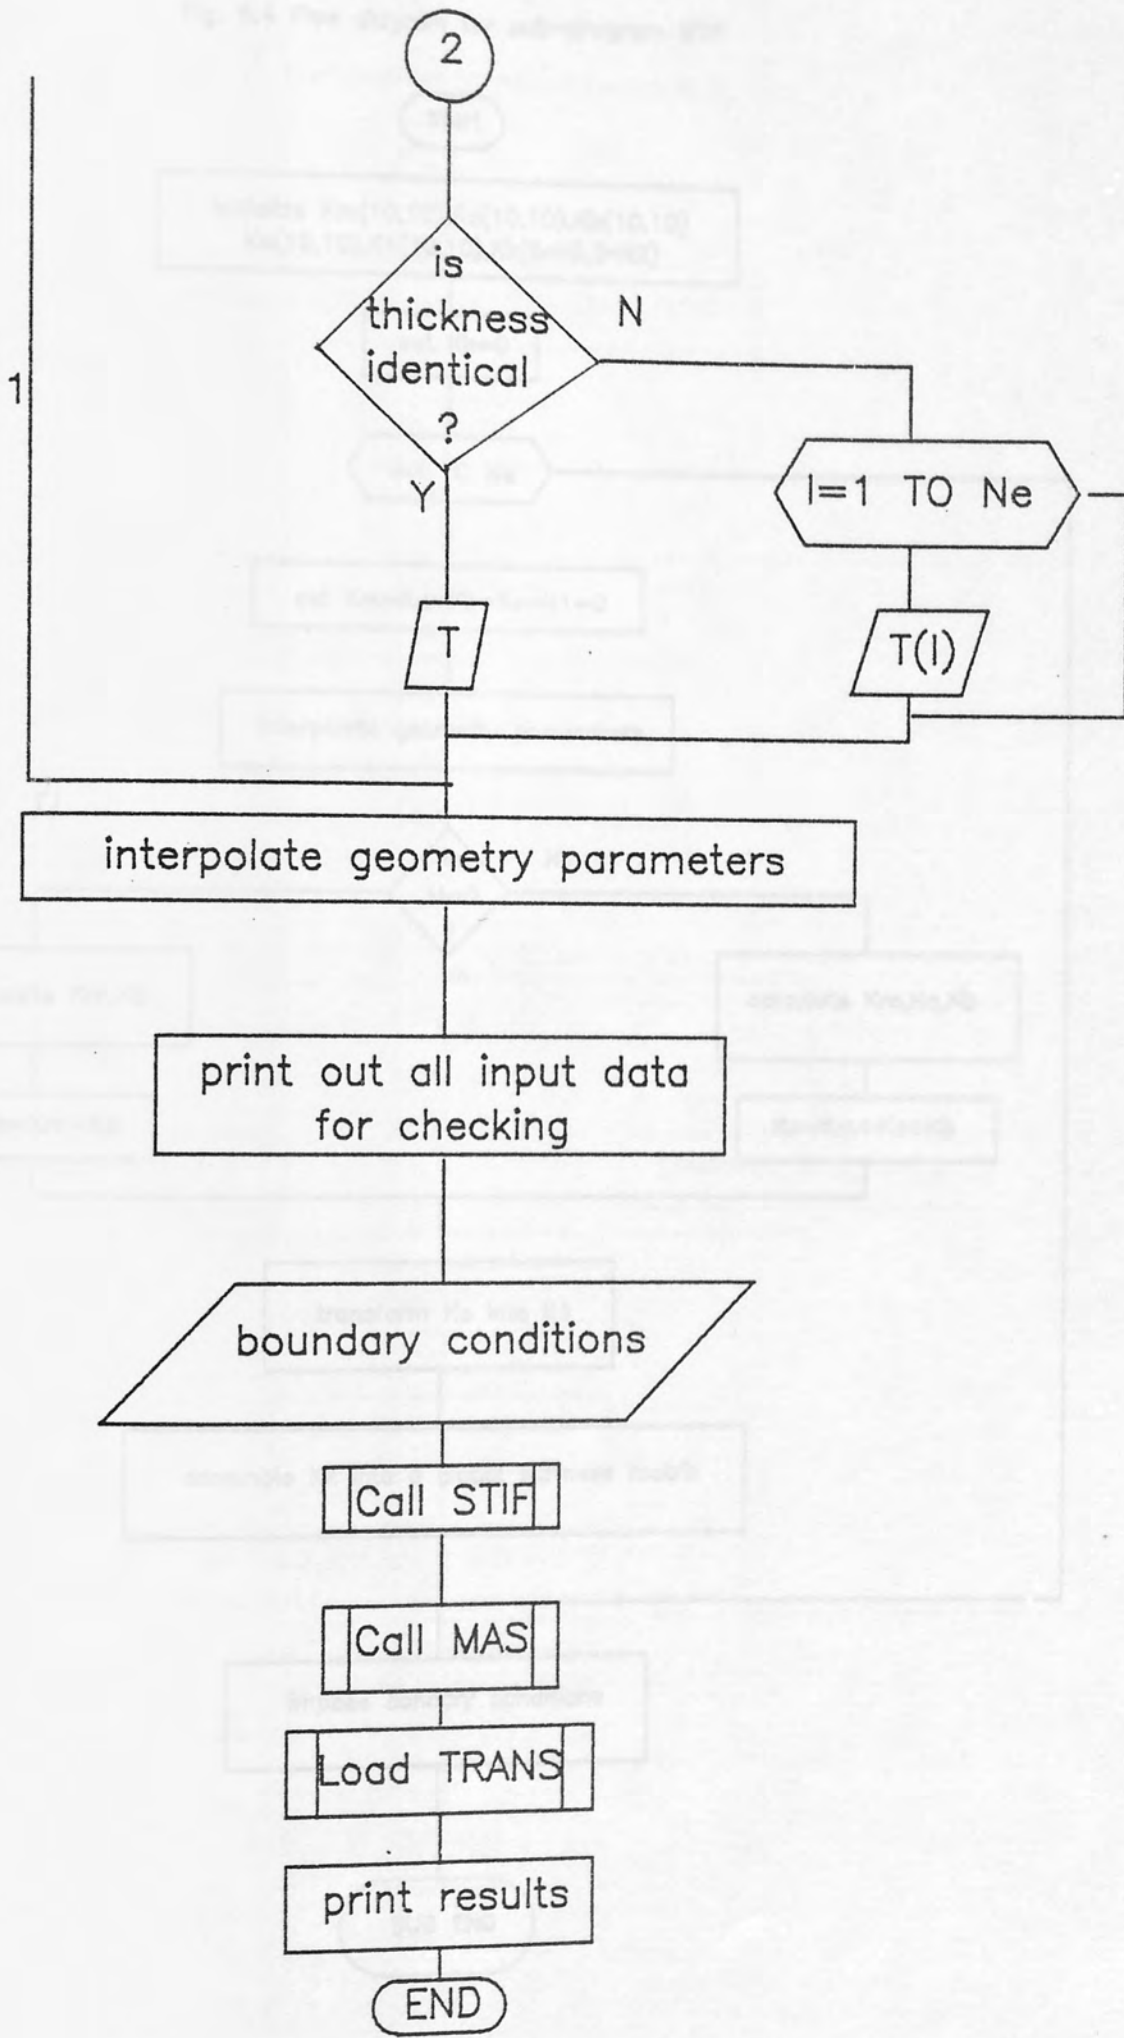 2
is
thickness
identical
?
N
Y
1
I=1 TO Ne
T
T(I)
interpolate geometry parameters
print out all input data
for checking
boundary conditions
Call STIF
Call MAS
Load TRANS
print results
END